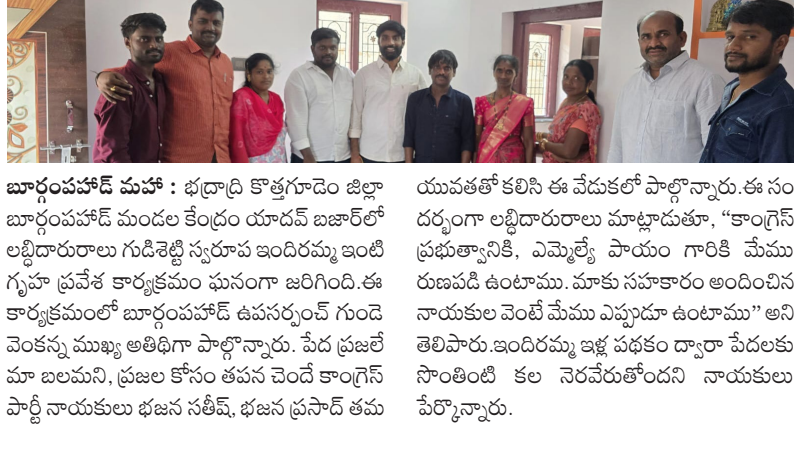 బూర్గంపహాడ్ మహా : భద్రాద్రి కొత్తగూడెం జిల్లా
బూర్గంపహాడ్ మండల కేంద్రం యాదవ్ బజార్‌లో
లబ్ధిదారురాలు గుడిశెట్టి స్వరూప ఇందిరమ్మ ఇంటి
గృహ ప్రవేశ కార్యక్రమం ఘనంగా జరిగింది.ఈ
కార్యక్రమంలో బూర్గంపహాడ్ ఉపసర్పంచ్ గుండె
వెంకన్న ముఖ్య అతిథిగా పాల్గొన్నారు. పేద ప్రజలే
మా బలమని, ప్రజల కోసం తపన చెందే కాంగ్రెస్
పార్టీ నాయకులు భజన సతీష్, భజన ప్రసాద్ తమ
యువతతో కలిసి ఈ వేడుకలో పాల్గొన్నారు.ఈ సం
దర్భంగా లబ్ధిదారురాలు మాట్లాడుతూ, “కాంగ్రెస్
ప్రభుత్వానికి, ఎమ్మెల్యే పాయం గారికి మేము
రుణపడి ఉంటాము. మాకు సహకారం అందించిన
నాయకుల వెంటే మేము ఎప్పుడూ ఉంటాము” అని
తెలిపారు.ఇందిరమ్మ ఇళ్ల పథకం ద్వారా పేదలకు
సొంతింటి కల నెరవేరుతోందని నాయకులు
పేర్కొన్నారు.